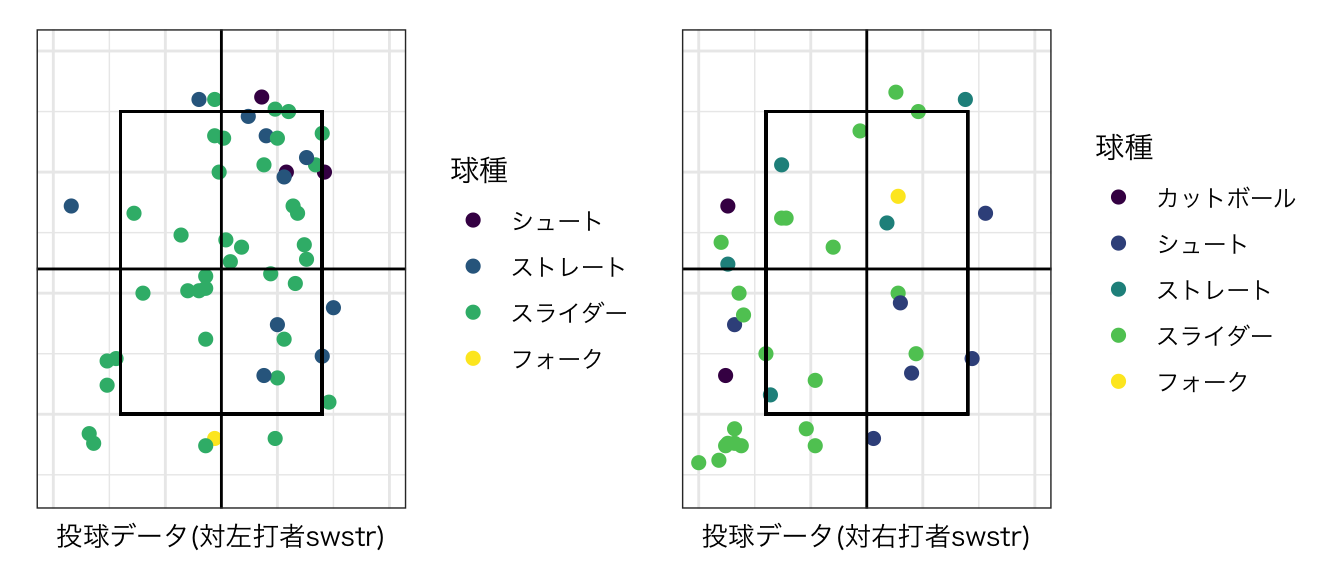 球種
シュート
ストレート
スライダー
フォーク
投球データ(対左打者swstr)
球種
カットボール
シュート
ストレート
スライダー
フォーク
投球データ(対右打者swstr)